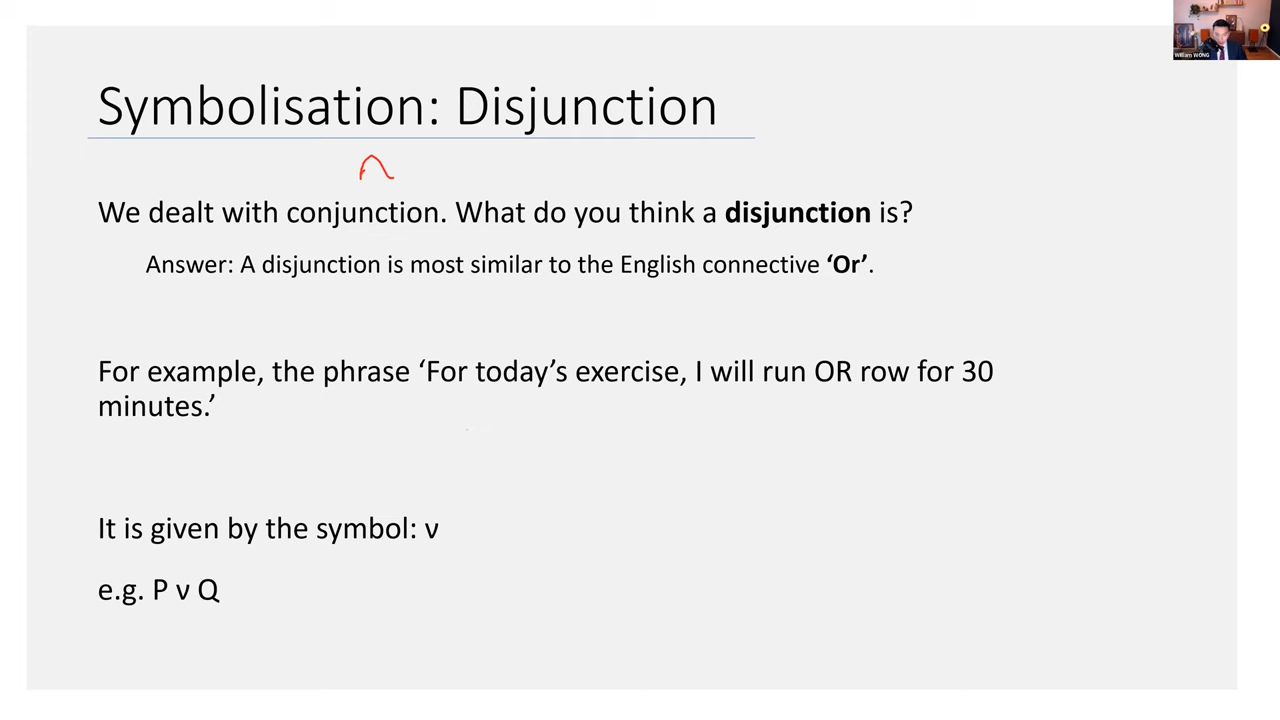 William WONG
Symbolisation: Disjunction
∧
We dealt with conjunction. What do you think a disjunction is?
Answer: A disjunction is most similar to the English connective ‘Or’.
For example, the phrase ‘For today’s exercise, I will run OR row for 30
minutes.’
It is given by the symbol: v
e.g. P v Q